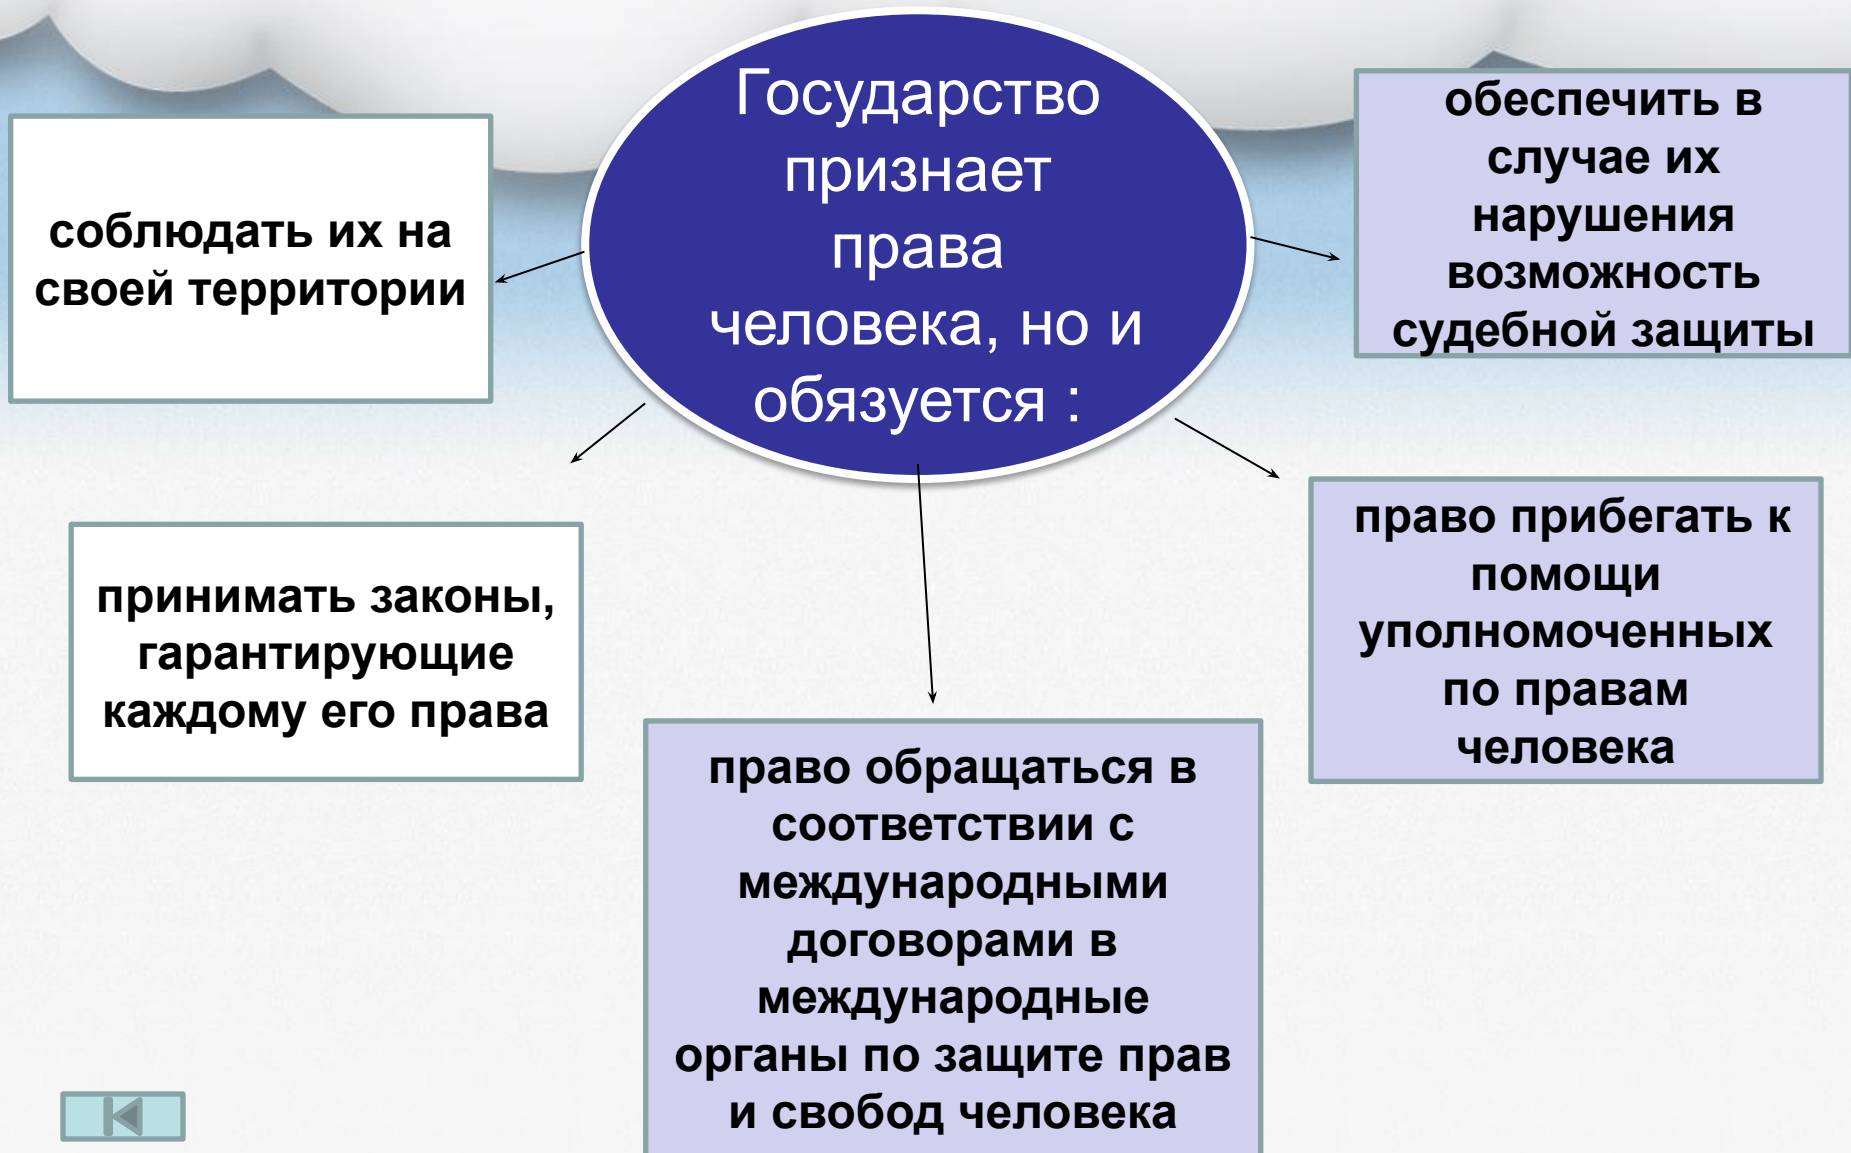 Государство
признает
права
человека, но и
обязуется :
соблюдать их на
своей территории
обеспечить в
случае их
нарушения
возможность
судебной защиты
принимать законы,
гарантирующие
каждому его права
право прибегать к
помощи
уполномоченных
по правам
человека
право обращаться в
соответствии с
международными
договорами в
международные
органы по защите прав
и свобод человека